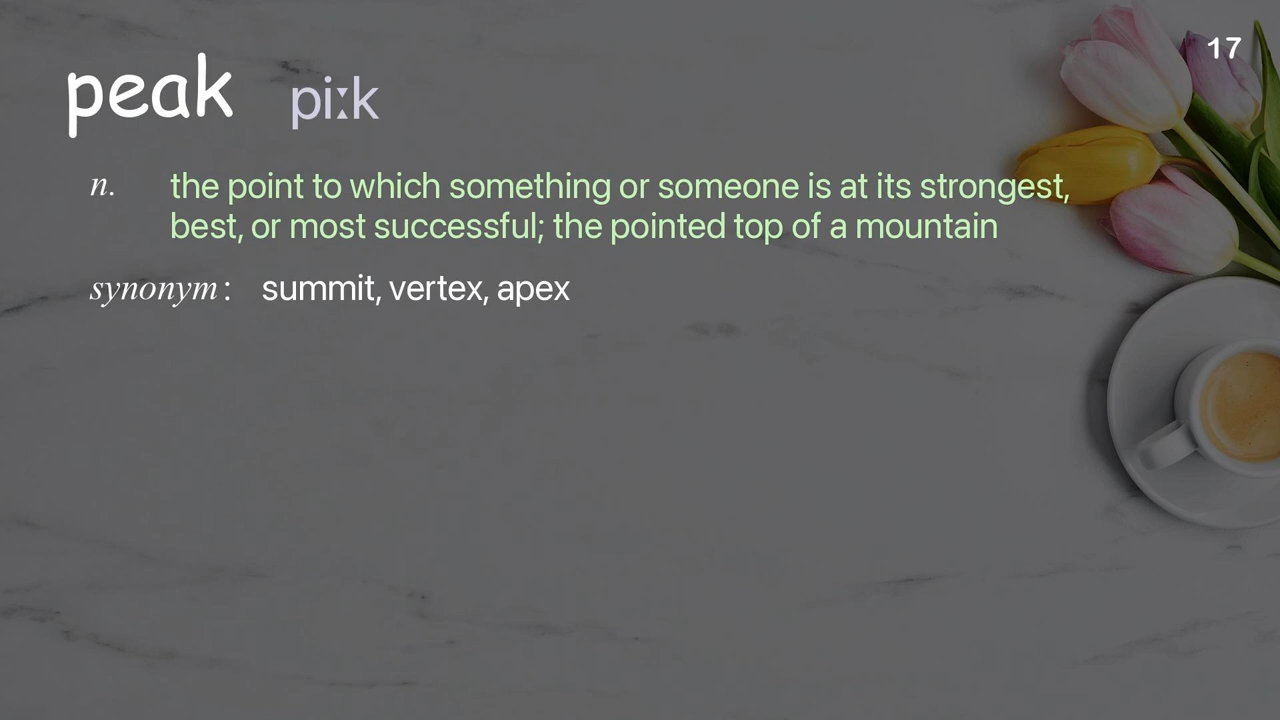 17
peak piːk
n. the point to which something or someone is at its strongest,
best, or most successful; the pointed top of a mountain
synonym : summit, vertex, apex